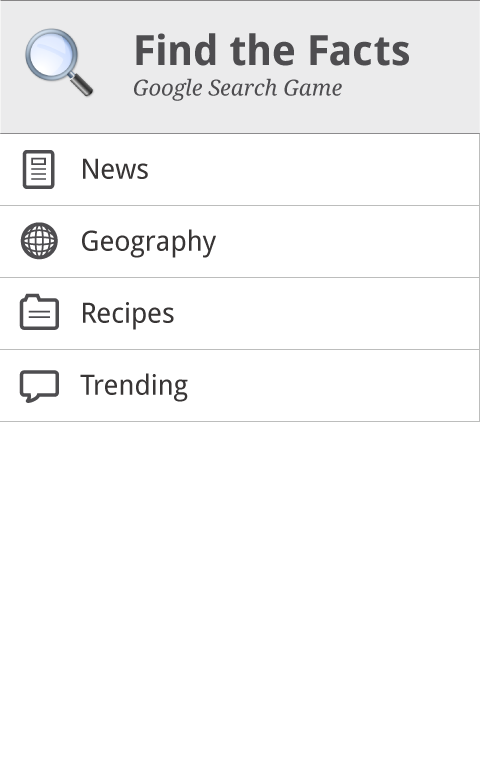 Find the Facts
Google Search Game
News
Geography
Recipes
Trending